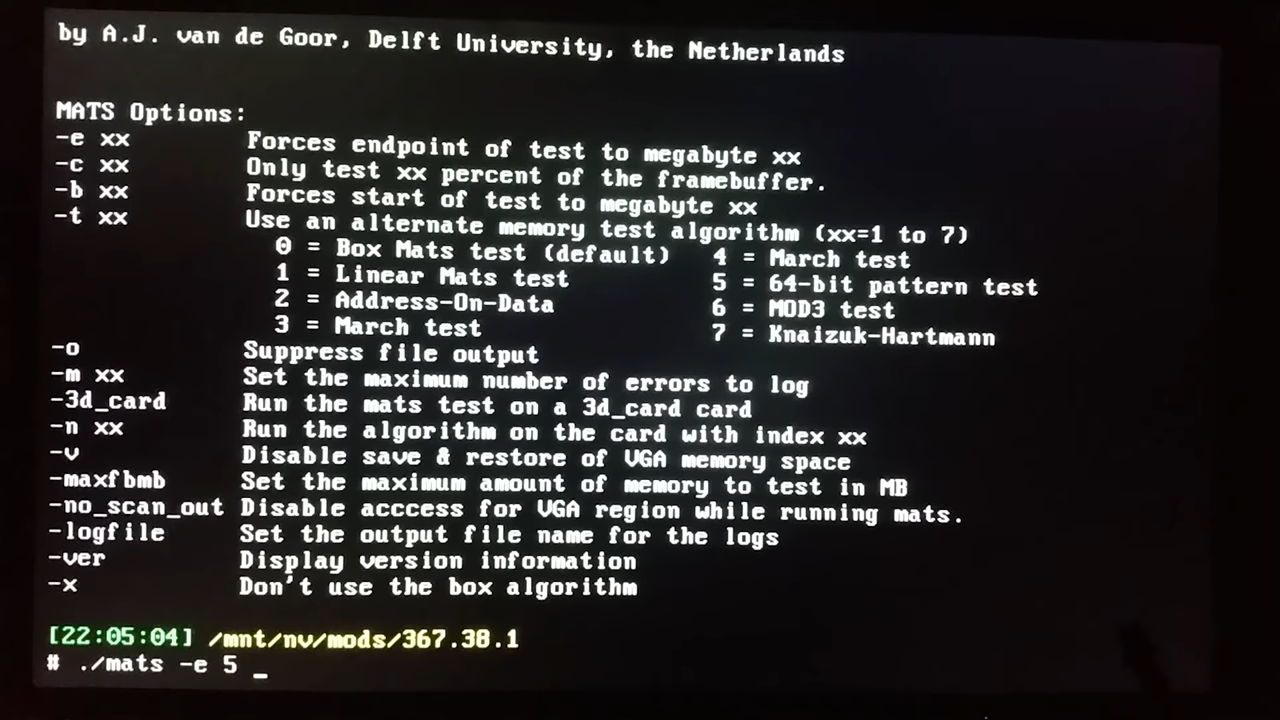 by A.J. van de Goor, Delft University, the Netherlands
MATS Options:
-e xx Forces endpoint of test to megabyte xx
-c xx Only test xx percent of the framebuffer.
-b xx Forces start of test to megabyte xx
-t xx Use an alternate memory test algorithm (xx=1 to 7)
0 = Box Mats test (default) 4 = March test
1 = Linear Mats test 5 = 64-bit pattern test
2 = Address-On-Data 6 = MOD3 test
3 = March test 7 = Knaizuk-Hartmann
-o Suppress file output
-m xx Set the maximum number of errors to log
-3d_card Run the mats test on a 3d_card card
-n xx Run the algorithm on the card with index xx
-v Disable save & restore of VGA memory space
-maxfbmb Set the maximum amount of memory to test in MB
-no_scan_out Disable acccess for VGA region while running mats.
-logfile Set the output file name for the logs
-ver Display version information
-x Don't use the box algorithm
[22:05:04] /mnt/nv/mods/367.38.1
# ./mats -e 5 _